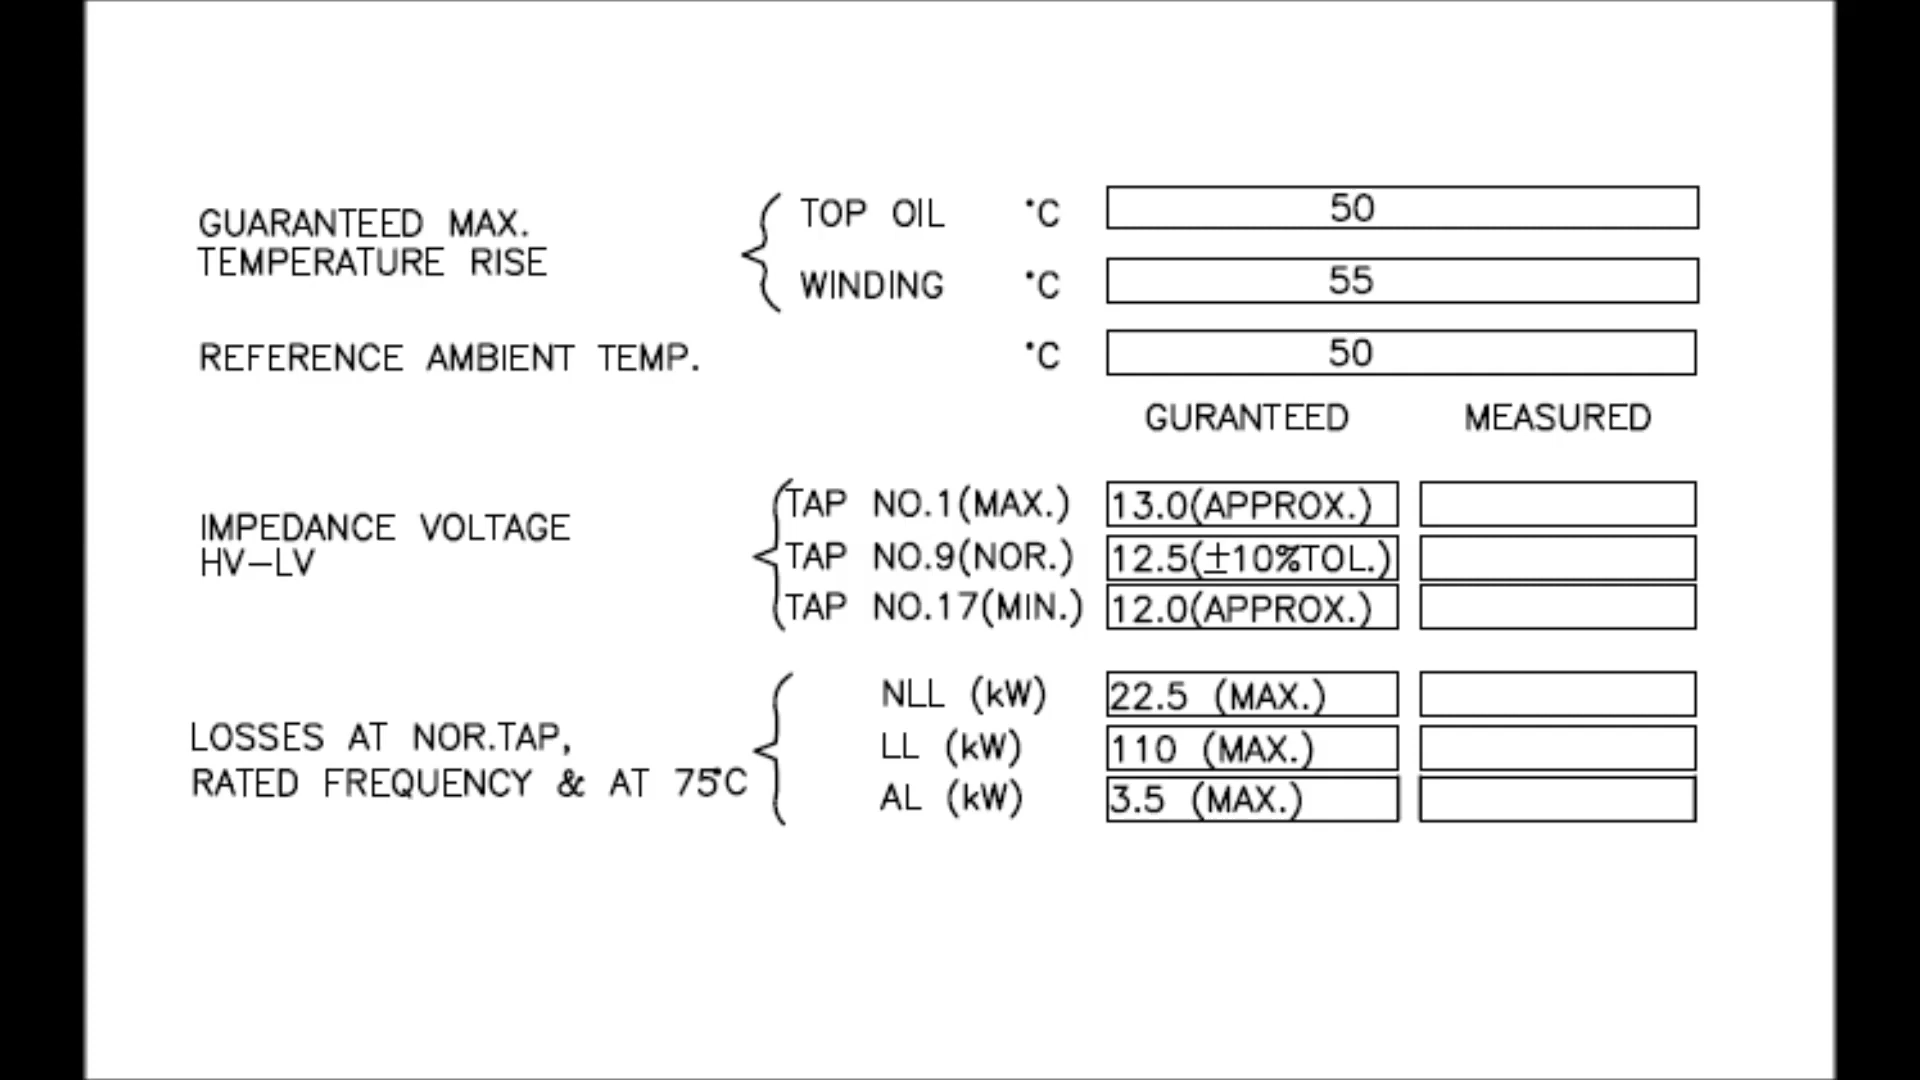 GUARANTEED MAX.
TEMPERATURE RISE
TOP OIL °C 50
WINDING °C 55
REFERENCE AMBIENT TEMP. °C 50
GURANTEED MEASURED
IMPEDANCE VOLTAGE
HV-LV
TAP NO.1(MAX.) 13.0(APPROX.)
TAP NO.9(NOR.) 12.5(±10%TOL.)
TAP NO.17(MIN.) 12.0(APPROX.)
LOSSES AT NOR.TAP,
RATED FREQUENCY & AT 75°C
NLL (kW) 22.5 (MAX.)
LL (kW) 110 (MAX.)
AL (kW) 3.5 (MAX.)